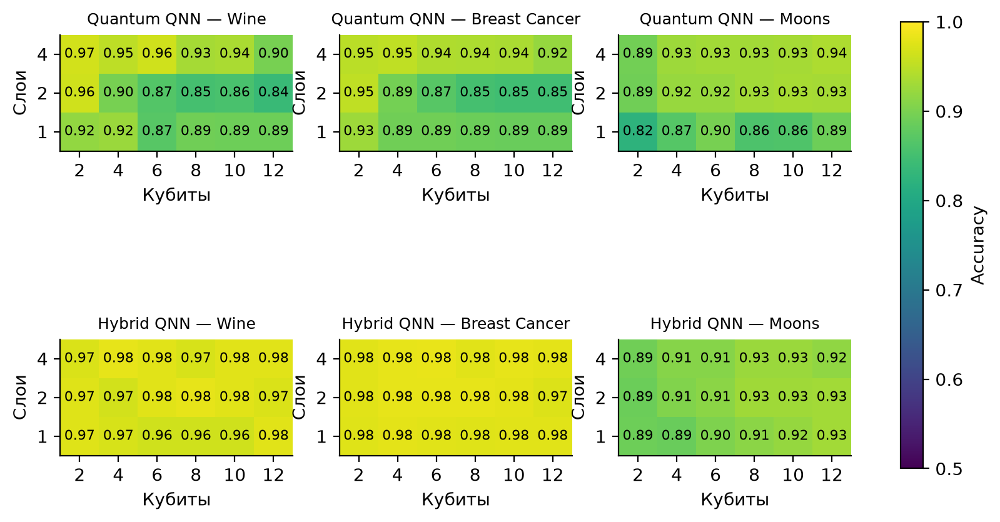 Quantum QNN — Wine
4 0.97 0.95 0.96 0.93 0.94 0.90
2 0.96 0.90 0.87 0.85 0.86 0.84
1 0.92 0.92 0.87 0.89 0.89 0.89
2 4 6 8 10 12
Кубиты
Слои
Quantum QNN — Breast Cancer
4 0.95 0.95 0.94 0.94 0.94 0.92
2 0.95 0.89 0.87 0.85 0.85 0.85
1 0.93 0.89 0.89 0.89 0.89 0.89
2 4 6 8 10 12
Кубиты
Слои
Quantum QNN — Moons
4 0.89 0.93 0.93 0.93 0.93 0.94
2 0.89 0.92 0.92 0.93 0.93 0.93
1 0.82 0.87 0.90 0.86 0.86 0.89
2 4 6 8 10 12
Кубиты
Слои
Hybrid QNN — Wine
4 0.97 0.98 0.98 0.97 0.98 0.98
2 0.97 0.97 0.98 0.98 0.98 0.97
1 0.97 0.97 0.96 0.96 0.96 0.98
2 4 6 8 10 12
Кубиты
Слои
Hybrid QNN — Breast Cancer
4 0.98 0.98 0.98 0.98 0.98 0.98
2 0.98 0.98 0.98 0.98 0.98 0.97
1 0.98 0.98 0.98 0.98 0.98 0.98
2 4 6 8 10 12
Кубиты
Слои
Hybrid QNN — Moons
4 0.89 0.91 0.91 0.93 0.93 0.92
2 0.89 0.91 0.91 0.93 0.93 0.93
1 0.89 0.89 0.90 0.91 0.92 0.93
2 4 6 8 10 12
Кубиты
Слои
1.0
0.9
0.8
0.7
0.6
0.5
Accuracy